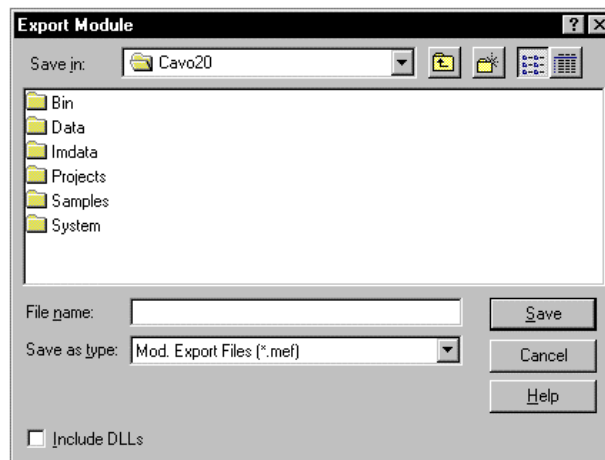 Export Module
Save in: Cavo20
Bin
Data
Imdata
Projects
Samples
System
File name: Save
Save as type: Mod. Export Files (*.mef) Cancel
Help
Include DLLs